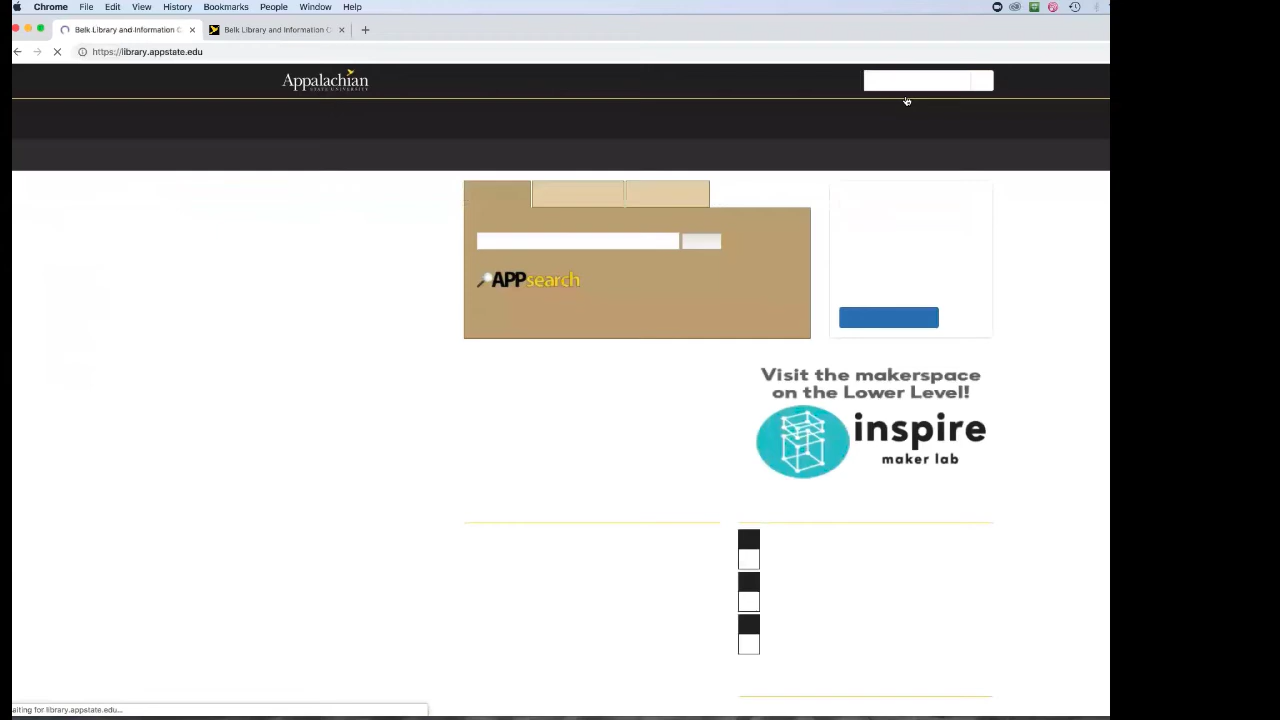 Chrome File Edit View History Bookmarks People Window Help
Belk Library and Information C
Belk Library and Information C
https://library.appstate.edu
Appalachian
STATE UNIVERSITY
APPsearch
Visit the makerspace
on the Lower Level!
inspire
maker lab
aiting for library.appstate.edu...